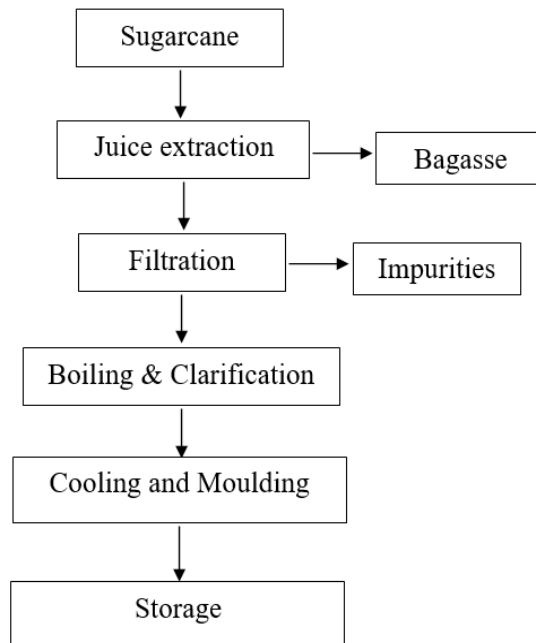 Sugarcane
Juice extraction
Bagasse
Filtration
Impurities
Boiling & Clarification
Cooling and Moulding
Storage